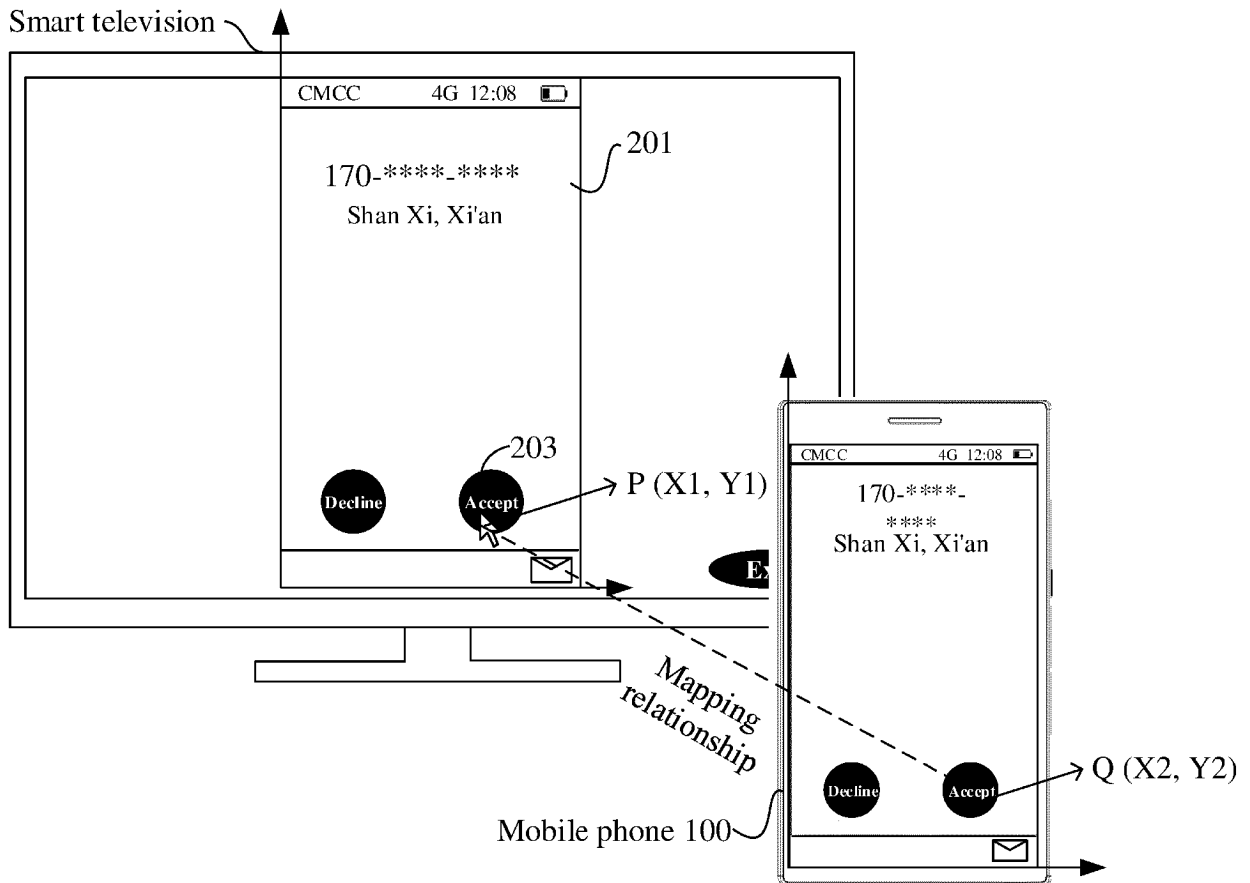 Smart television
CMCC 4G 12:08
201
170-****-****
Shan Xi, Xi'an
203
Decline
Accept
P (X1, Y1)
Ex
CMCC 4G 12:08
170-****-
****
Shan Xi, Xi'an
Mapping
relationship
Decline
Accept
Q (X2, Y2)
Mobile phone 100